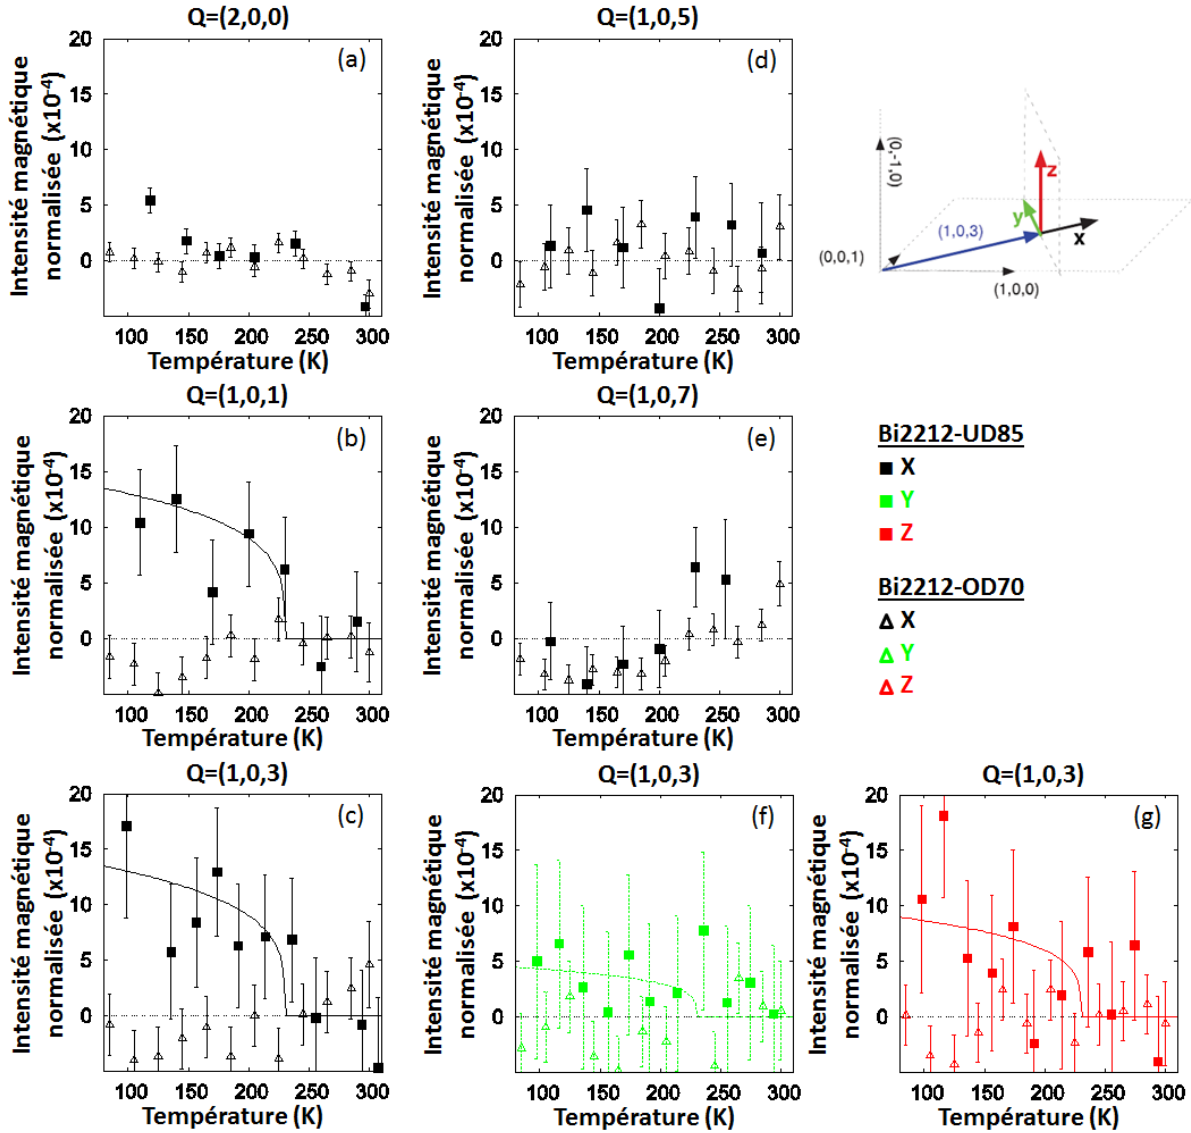 Q=(2,0,0)
Intensité magnétique
normalisée (x10⁻⁴)
20
15
10
5
0
(a)
100 150 200 250 300
Température (K)
Q=(1,0,5)
Intensité magnétique
normalisée (x10⁻⁴)
20
15
10
5
0
(d)
100 150 200 250 300
Température (K)
(0,-1,0)
z
y
x
(1,0,3)
(0,0,1)
(1,0,0)
Q=(1,0,1)
Intensité magnétique
normalisée (x10⁻⁴)
20
15
10
5
0
(b)
100 150 200 250 300
Température (K)
Q=(1,0,7)
Intensité magnétique
normalisée (x10⁻⁴)
20
15
10
5
0
(e)
100 150 200 250 300
Température (K)
Bi2212-UD85
X
Y
Z
Bi2212-OD70
X
Y
Z
Q=(1,0,3)
Intensité magnétique
normalisée (x10⁻⁴)
20
15
10
5
0
(c)
100 150 200 250 300
Température (K)
Q=(1,0,3)
Intensité magnétique
normalisée (x10⁻⁴)
20
15
10
5
0
(f)
100 150 200 250 300
Température (K)
Q=(1,0,3)
Intensité magnétique
normalisée (x10⁻⁴)
20
15
10
5
0
(g)
100 150 200 250 300
Température (K)